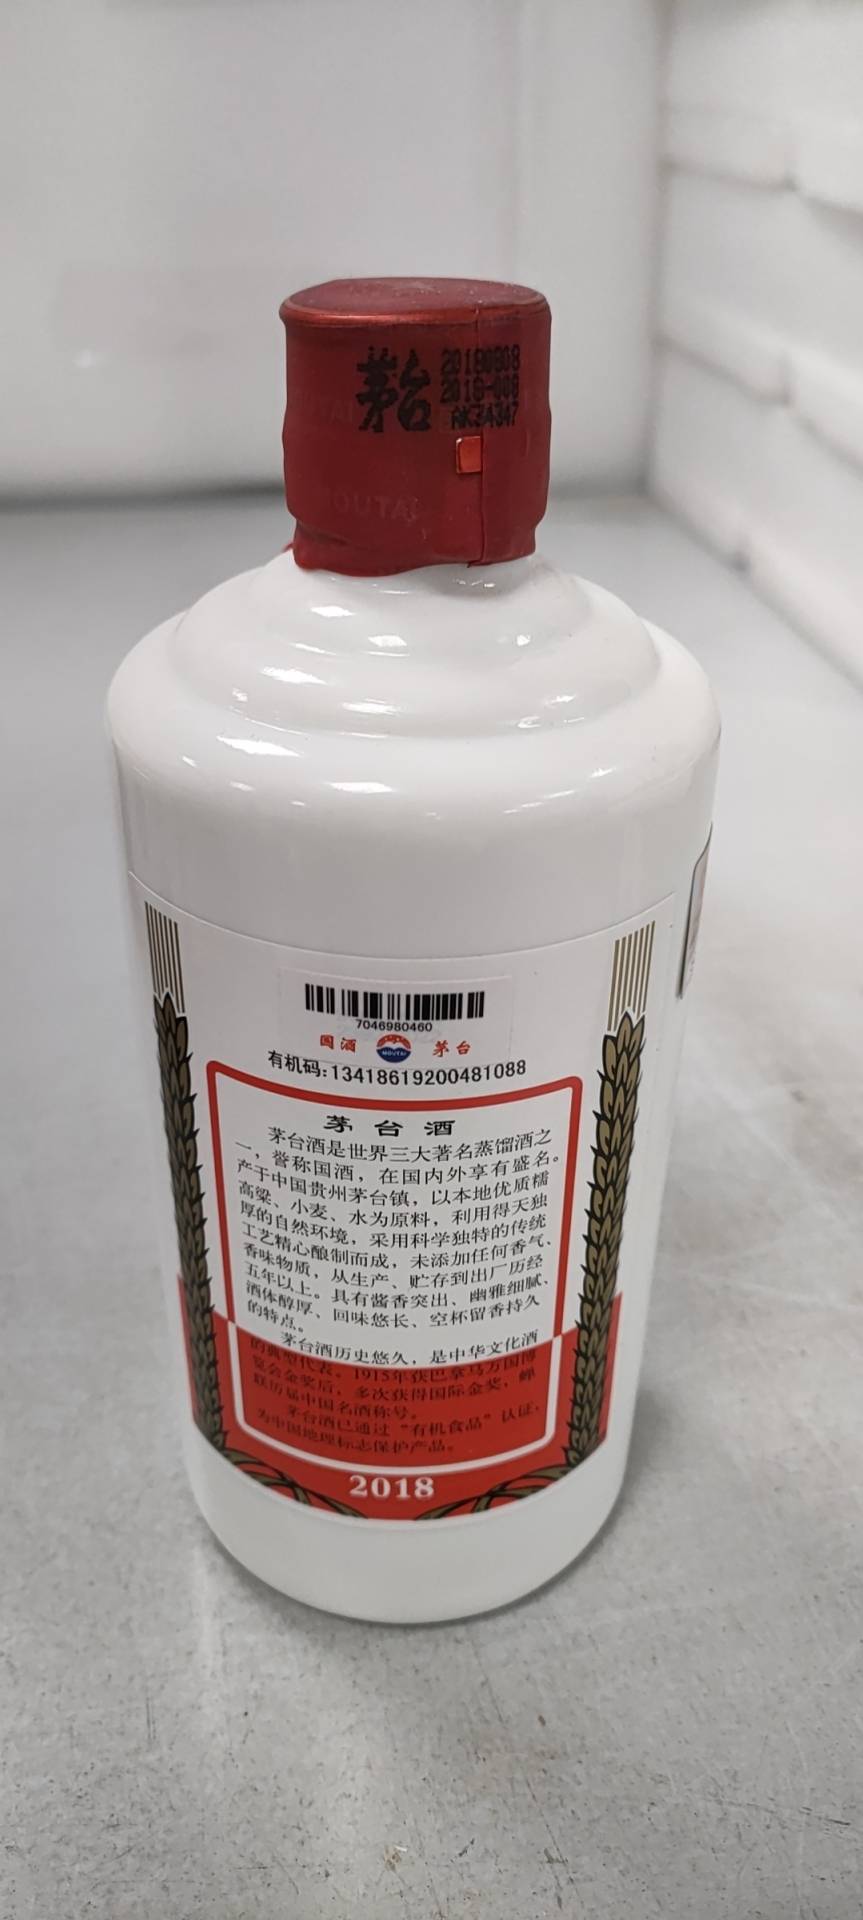 茅台
20180808
2018-008
AK34347
MOUTAI
7046980460
国酒
MOUTAI
茅台
有机码:13418619200481088
茅台酒
茅台酒是世界三大著名蒸馏酒之
一，誉称国酒，在国内外享有盛名。
产于中国贵州茅台镇，以本地优质糯
高粱、小麦、水为原料，利用得天独
厚的自然环境，采用科学独特的传统
工艺精心酿制而成，未添加任何香气、
香味物质，从生产、贮存到出厂历经
五年以上。具有酱香突出、幽雅细腻、
酒体醇厚、回味悠长、空杯留香持久
的特点。
茅台酒历史悠久，是中华文化酒
的典型代表。1915年获巴拿马万国博
览会金奖后，多次获得国际金奖，蝉
联历届中国名酒称号。
茅台酒已通过“有机食品”认证，
为中国地理标志保护产品。
2018